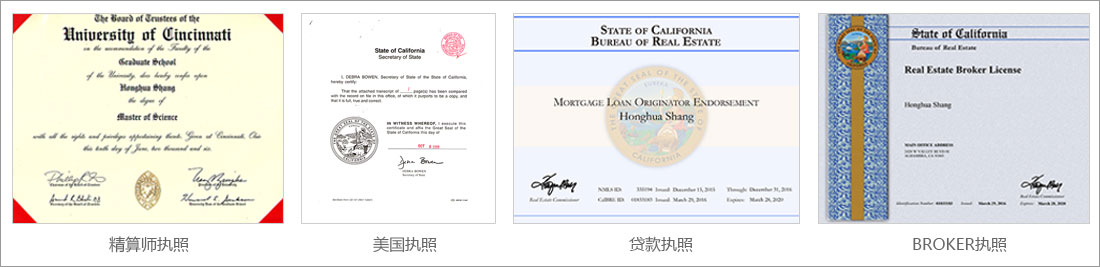 The Board of Trustees of the
University of Cincinnati
on the recommendation of the Faculty of the
Graduate School
of the University, does hereby confer upon
Honghua Shang
the degree of
Master of Science
with all the rights and privileges appertaining thereto. Given at Cincinnati, Ohio
this tenth day of June, two thousand and six.
精算师执照
State of California
Secretary of State
I, DEBRA BOWEN, Secretary of State of the State of California,
hereby certify:
That the attached transcript of 1 page(s) has been compared
with the record on file in this office, of which it purports to be a copy, and
that it is full, true and correct.
IN WITNESS WHEREOF, I execute this
certificate and affix the Great Seal of the
State of California this day of
DEBRA BOWEN
Secretary of State
美国执照
STATE OF CALIFORNIA
BUREAU OF REAL ESTATE
MORTGAGE LOAN ORIGINATOR ENDORSEMENT
Honghua Shang
Real Estate Commissioner
NMLS ID: Issued: December 15, Through: December 31, 2016
CalBRE ID: Issued: March 29, 2016 Expires: March 28, 2020
贷款执照
State of California
Bureau of Real Estate
Real Estate Broker License
Honghua Shang
MAIN OFFICE ADDRESS
Real Estate Commissioner
Identification Number: Issued: March 29, 2016 Expires: March 28, 2020
BROKER执照